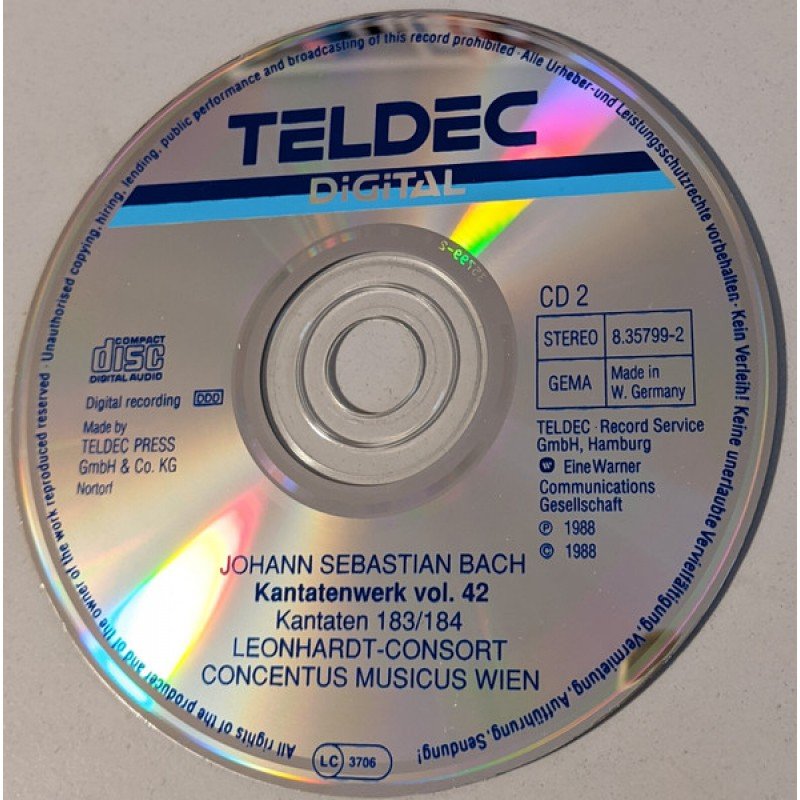 All rights of the producer and of the owner of the work reproduced reserved · Unauthorised copying, hiring, lending, public performance and broadcasting of this record prohibited · Alle Urheber- und Leistungsschutzrechte vorbehalten · Kein Verleih! Keine unerlaubte Vervielfältigung, Vermietung, Aufführung, Sendung!
TELDEC
DiGiTAL
CD 2
STEREO 8.35799-2
GEMA Made in
W. Germany
COMPACT
disc
DIGITAL AUDIO
Digital recording DDD
Made by
TELDEC PRESS
GmbH & Co. KG
Nortorf
TELDEC · Record Service
GmbH, Hamburg
Eine Warner
Communications
Gesellschaft
Ⓟ 1988
© 1988
JOHANN SEBASTIAN BACH
Kantatenwerk vol. 42
Kantaten 183/184
LEONHARDT-CONSORT
CONCENTUS MUSICUS WIEN
LC 3706